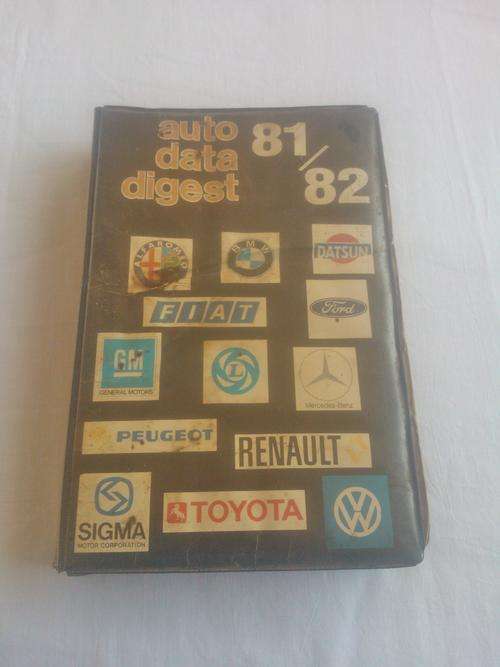 auto
data
digest
81/82
ALFA ROMEO
BMW
DATSUN
FIAT
Ford
GM
GENERAL MOTORS
L
Mercedes-Benz
PEUGEOT
RENAULT
SIGMA
MOTOR CORPORATION
TOYOTA
VW